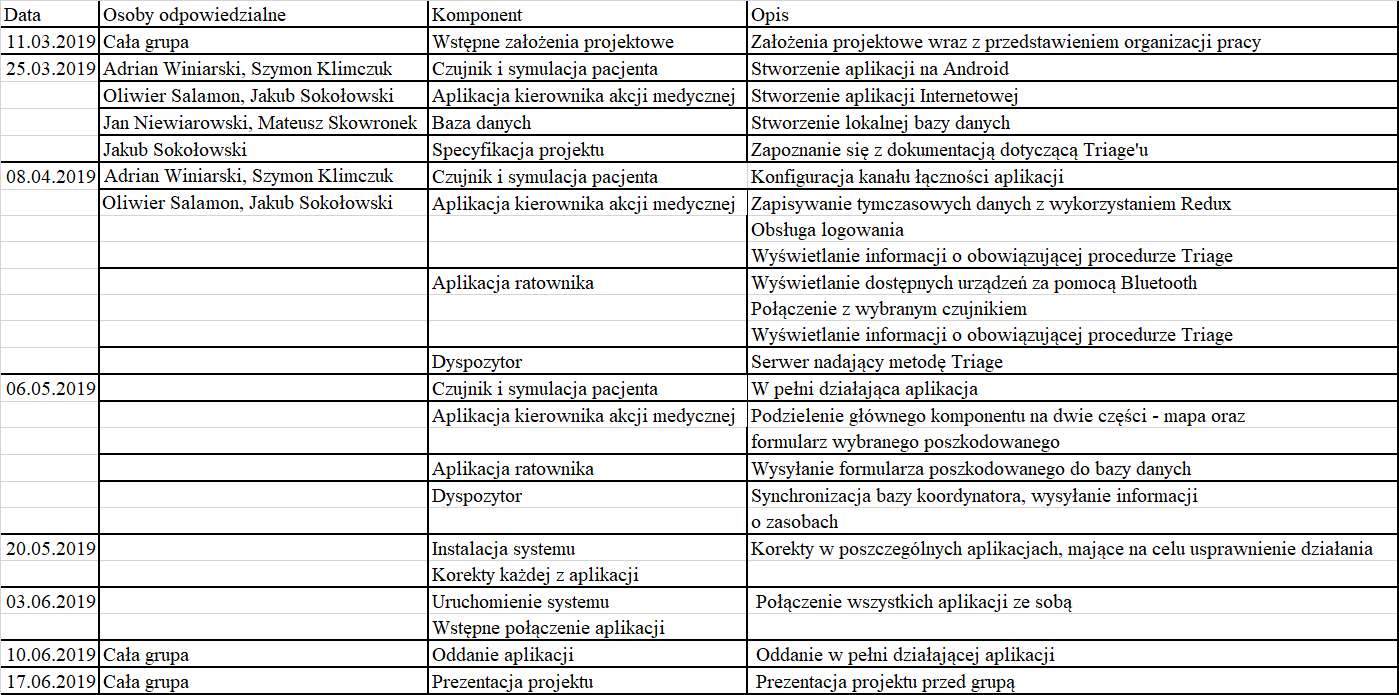 Data Osoby odpowiedzialne Komponent Opis
11.03.2019 Cała grupa Wstępne założenia projektowe Założenia projektowe wraz z przedstawieniem organizacji pracy
25.03.2019 Adrian Winiarski, Szymon Klimczuk Czujnik i symulacja pacjenta Stworzenie aplikacji na Android
Oliwier Salamon, Jakub Sokołowski Aplikacja kierownika akcji medycznej Stworzenie aplikacji Internetowej
Jan Niewiarowski, Mateusz Skowronek Baza danych Stworzenie lokalnej bazy danych
Jakub Sokołowski Specyfikacja projektu Zapoznanie się z dokumentacją dotyczącą Triage'u
08.04.2019 Adrian Winiarski, Szymon Klimczuk Czujnik i symulacja pacjenta Konfiguracja kanału łączności aplikacji
Oliwier Salamon, Jakub Sokołowski Aplikacja kierownika akcji medycznej Zapisywanie tymczasowych danych z wykorzystaniem Redux
Obsługa logowania
Wyświetlanie informacji o obowiązującej procedurze Triage
Aplikacja ratownika Wyświetlanie dostępnych urządzeń za pomocą Bluetooth
Połączenie z wybranym czujnikiem
Wyświetlanie informacji o obowiązującej procedurze Triage
Dyspozytor Serwer nadający metodę Triage
06.05.2019 Czujnik i symulacja pacjenta W pełni działająca aplikacja
Aplikacja kierownika akcji medycznej Podzielenie głównego komponentu na dwie części - mapa oraz
formularz wybranego poszkodowanego
Aplikacja ratownika Wysyłanie formularza poszkodowanego do bazy danych
Dyspozytor Synchronizacja bazy koordynatora, wysyłanie informacji
o zasobach
20.05.2019 Instalacja systemu Korekty w poszczególnych aplikacjach, mające na celu usprawnienie działania
Korekty każdej z aplikacji
03.06.2019 Uruchomienie systemu Połączenie wszystkich aplikacji ze sobą
Wstępne połączenie aplikacji
10.06.2019 Cała grupa Oddanie aplikacji Oddanie w pełni działającej aplikacji
17.06.2019 Cała grupa Prezentacja projektu Prezentacja projektu przed grupą